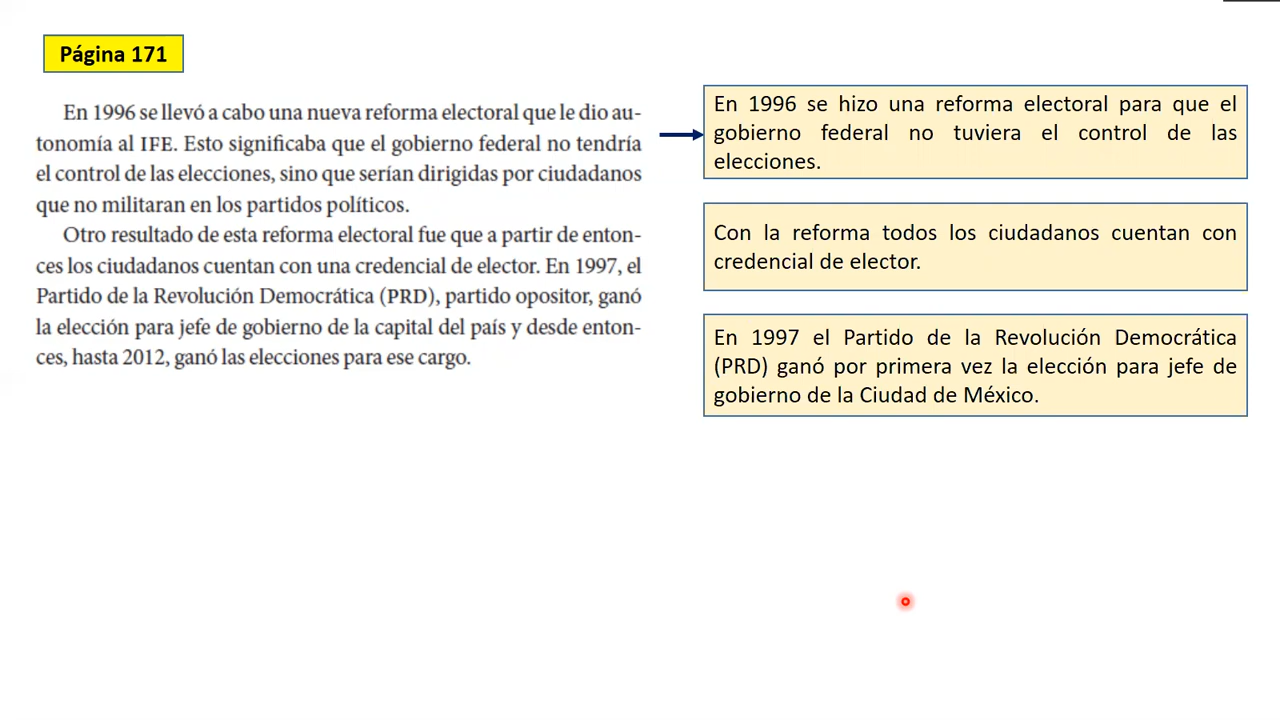 Página 171
En 1996 se llevó a cabo una nueva reforma electoral que le dio au-
tonomía al IFE. Esto significaba que el gobierno federal no tendría
el control de las elecciones, sino que serían dirigidas por ciudadanos
que no militaran en los partidos políticos.
Otro resultado de esta reforma electoral fue que a partir de enton-
ces los ciudadanos cuentan con una credencial de elector. En 1997, el
Partido de la Revolución Democrática (PRD), partido opositor, ganó
la elección para jefe de gobierno de la capital del país y desde enton-
ces, hasta 2012, ganó las elecciones para ese cargo.
En 1996 se hizo una reforma electoral para que el
gobierno federal no tuviera el control de las
elecciones.
Con la reforma todos los ciudadanos cuentan con
credencial de elector.
En 1997 el Partido de la Revolución Democrática
(PRD) ganó por primera vez la elección para jefe de
gobierno de la Ciudad de México.